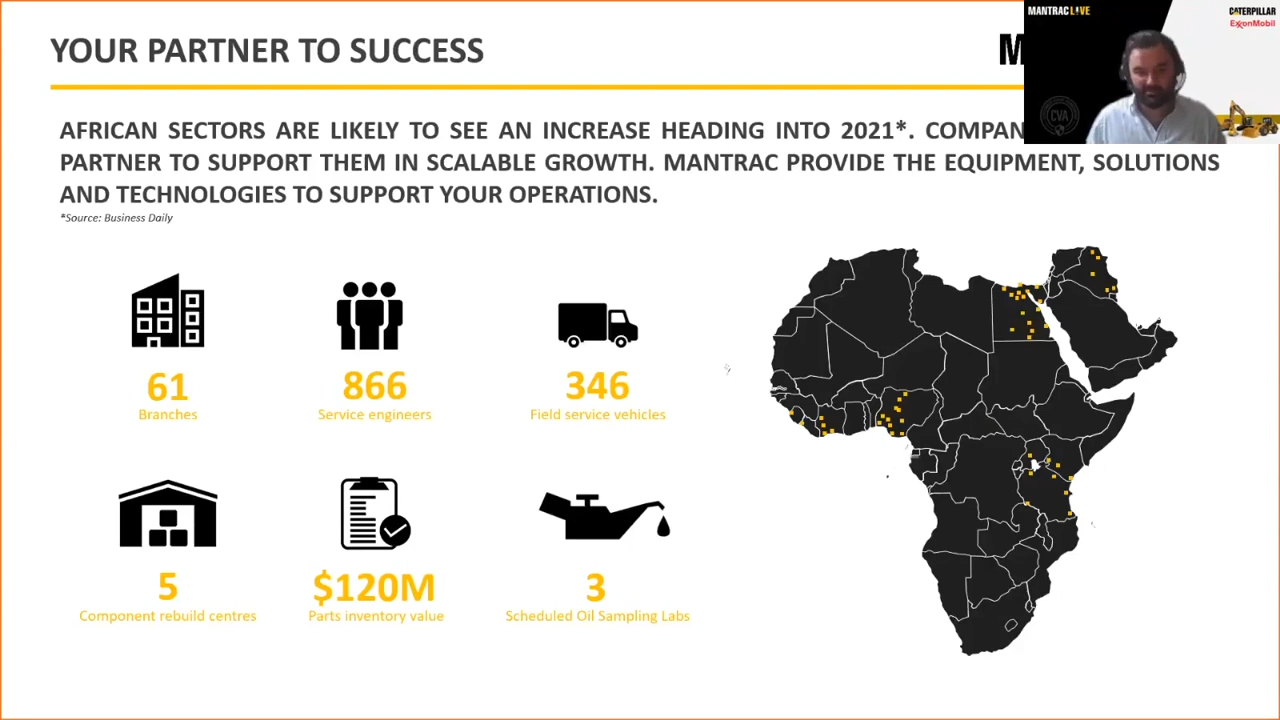 YOUR PARTNER TO SUCCESS
MANTRAC LIVE
CATERPILLAR
ExxonMobil
CVA
AFRICAN SECTORS ARE LIKELY TO SEE AN INCREASE HEADING INTO 2021*. COMPAN
PARTNER TO SUPPORT THEM IN SCALABLE GROWTH. MANTRAC PROVIDE THE EQUIPMENT, SOLUTIONS
AND TECHNOLOGIES TO SUPPORT YOUR OPERATIONS.
*Source: Business Daily
61
Branches
866
Service engineers
346
Field service vehicles
5
Component rebuild centres
$120M
Parts inventory value
3
Scheduled Oil Sampling Labs